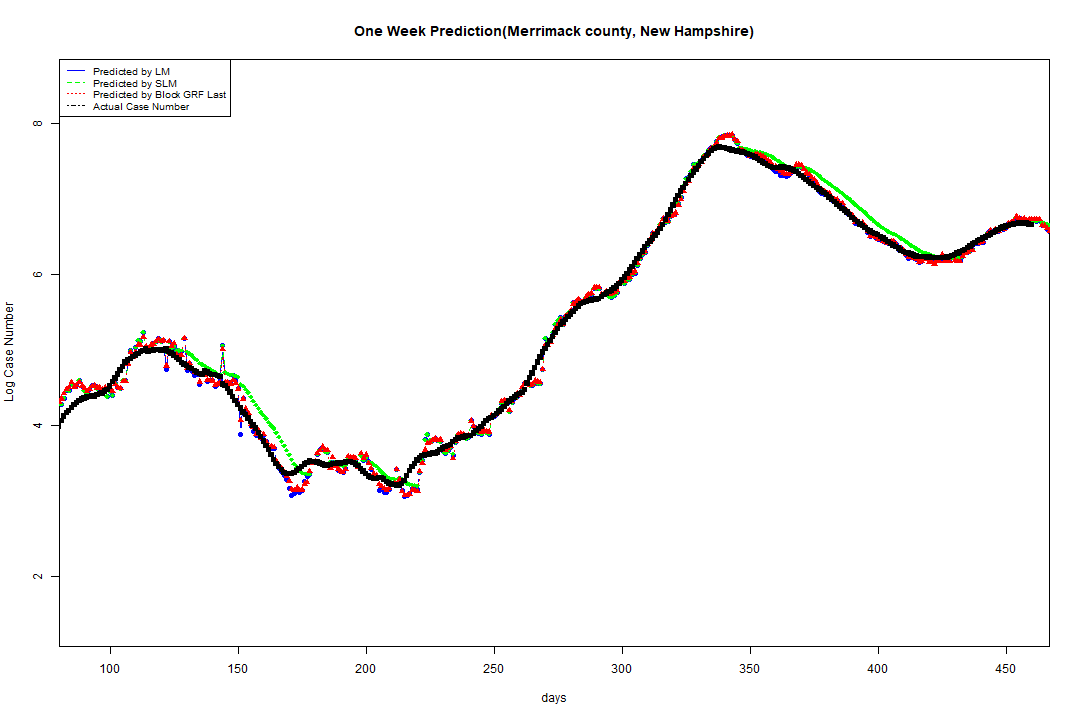 One Week Prediction(Merrimack county, New Hampshire)
Predicted by LM
Predicted by SLM
Predicted by Block GRF Last
Actual Case Number
8
6
4
2
Log Case Number
100 150 200 250 300 350 400 450
days